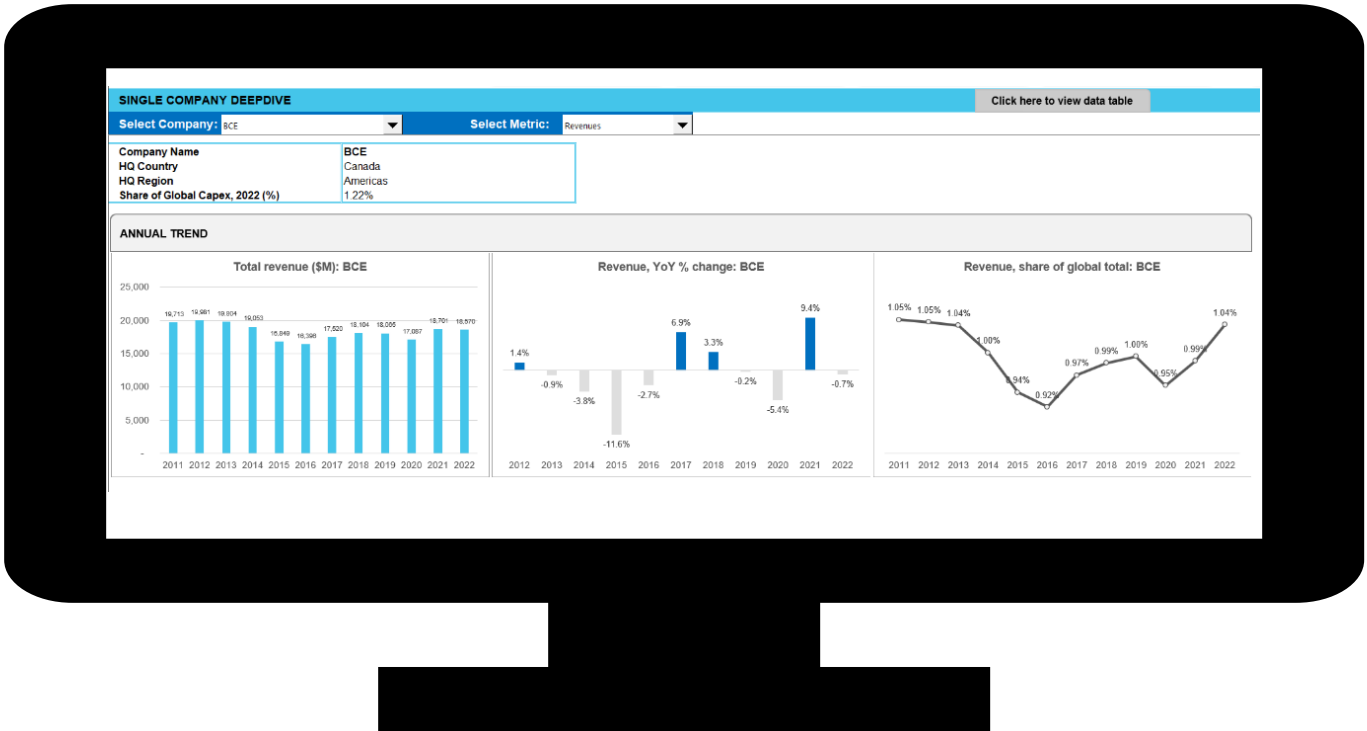 SINGLE COMPANY DEEPDIVE
Click here to view data table
Select Company: BCE
Select Metric: Revenues
Company Name BCE
HQ Country Canada
HQ Region Americas
Share of Global Capex, 2022 (%) 1.22%
ANNUAL TREND
Total revenue ($M): BCE
25,000
20,000
15,000
10,000
5,000
-
19,713 19,981 19,804 19,053 16,849 16,398 17,520 18,104 18,066 17,087 18,701 18,570
2011 2012 2013 2014 2015 2016 2017 2018 2019 2020 2021 2022
Revenue, YoY % change: BCE
1.4% -0.9% -3.8% -11.6% -2.7% 6.9% 3.3% -0.2% -5.4% 9.4% -0.7%
2012 2013 2014 2015 2016 2017 2018 2019 2020 2021 2022
Revenue, share of global total: BCE
1.05% 1.05% 1.04% 1.00% 0.94% 0.92% 0.97% 0.99% 1.00% 0.95% 0.99% 1.04%
2011 2012 2013 2014 2015 2016 2017 2018 2019 2020 2021 2022